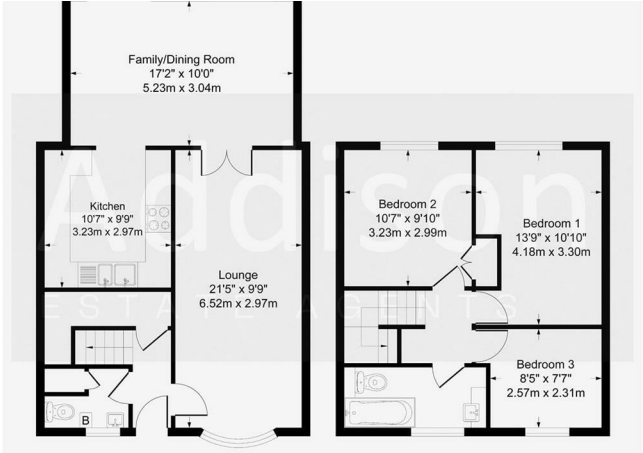 Family/Dining Room
17'2" x 10'0"
5.23m x 3.04m
Kitchen
10'7" x 9'9"
3.23m x 2.97m
Lounge
21'5" x 9'9"
6.52m x 2.97m
B
Bedroom 2
10'7" x 9'10"
3.23m x 2.99m
Bedroom 1
13'9" x 10'10"
4.18m x 3.30m
Bedroom 3
8'5" x 7'7"
2.57m x 2.31m
Addison
ESTATE AGENTS